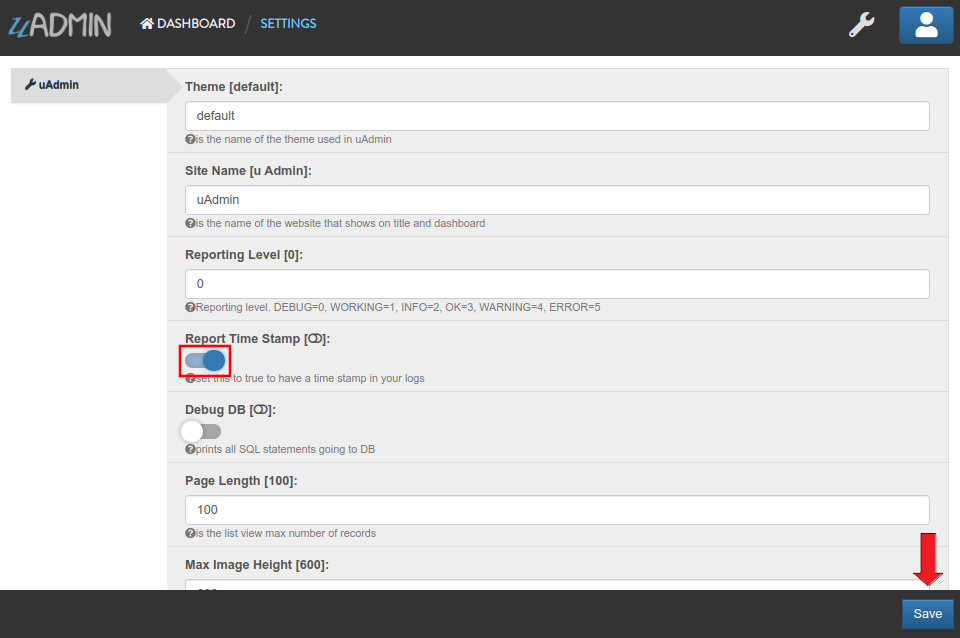 uADMIN
DASHBOARD / SETTINGS
uAdmin
Theme [default]:
default
is the name of the theme used in uAdmin
Site Name [u Admin]:
uAdmin
is the name of the website that shows on title and dashboard
Reporting Level [0]:
0
Reporting level. DEBUG=0, WORKING=1, INFO=2, OK=3, WARNING=4, ERROR=5
Report Time Stamp []:
set this to true to have a time stamp in your logs
Debug DB []:
prints all SQL statements going to DB
Page Length [100]:
100
is the list view max number of records
Max Image Height [600]:
Save